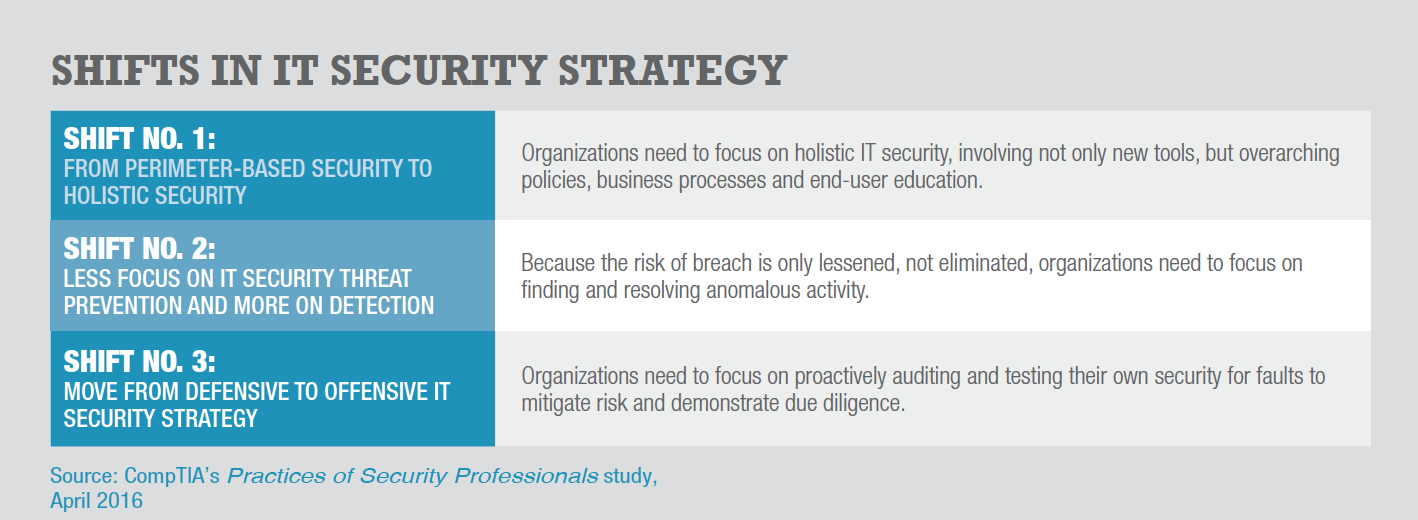 SHIFTS IN IT SECURITY STRATEGY
SHIFT NO. 1:
FROM PERIMETER-BASED SECURITY TO
HOLISTIC SECURITY
Organizations need to focus on holistic IT security, involving not only new tools, but overarching
policies, business processes and end-user education.
SHIFT NO. 2:
LESS FOCUS ON IT SECURITY THREAT
PREVENTION AND MORE ON DETECTION
Because the risk of breach is only lessened, not eliminated, organizations need to focus on
finding and resolving anomalous activity.
SHIFT NO. 3:
MOVE FROM DEFENSIVE TO OFFENSIVE IT
SECURITY STRATEGY
Organizations need to focus on proactively auditing and testing their own security for faults to
mitigate risk and demonstrate due diligence.
Source: CompTIA’s Practices of Security Professionals study,
April 2016